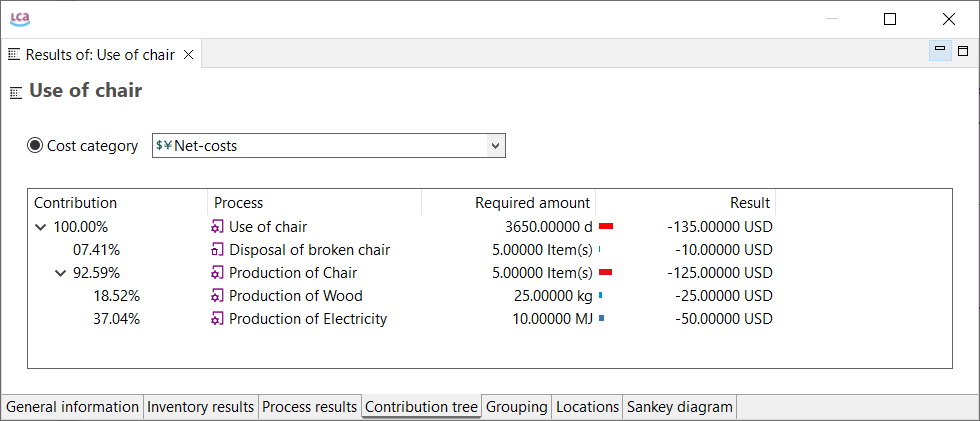 LCA
Results of: Use of chair
Use of chair
Cost category $¥ Net-costs
Contribution Process Required amount Result
100.00% Use of chair 3650.00000 d -135.00000 USD
07.41% Disposal of broken chair 5.00000 Item(s) -10.00000 USD
92.59% Production of Chair 5.00000 Item(s) -125.00000 USD
18.52% Production of Wood 25.00000 kg -25.00000 USD
37.04% Production of Electricity 10.00000 MJ -50.00000 USD
General information Inventory results Process results Contribution tree Grouping Locations Sankey diagram